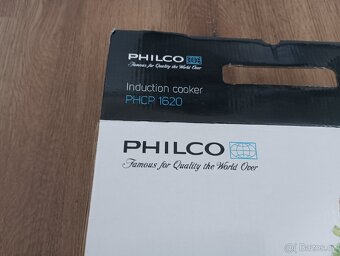 PHILCO
Famous for Quality the World Over
Induction cooker
PHCP 1620
PHILCO
Famous for Quality the World Over